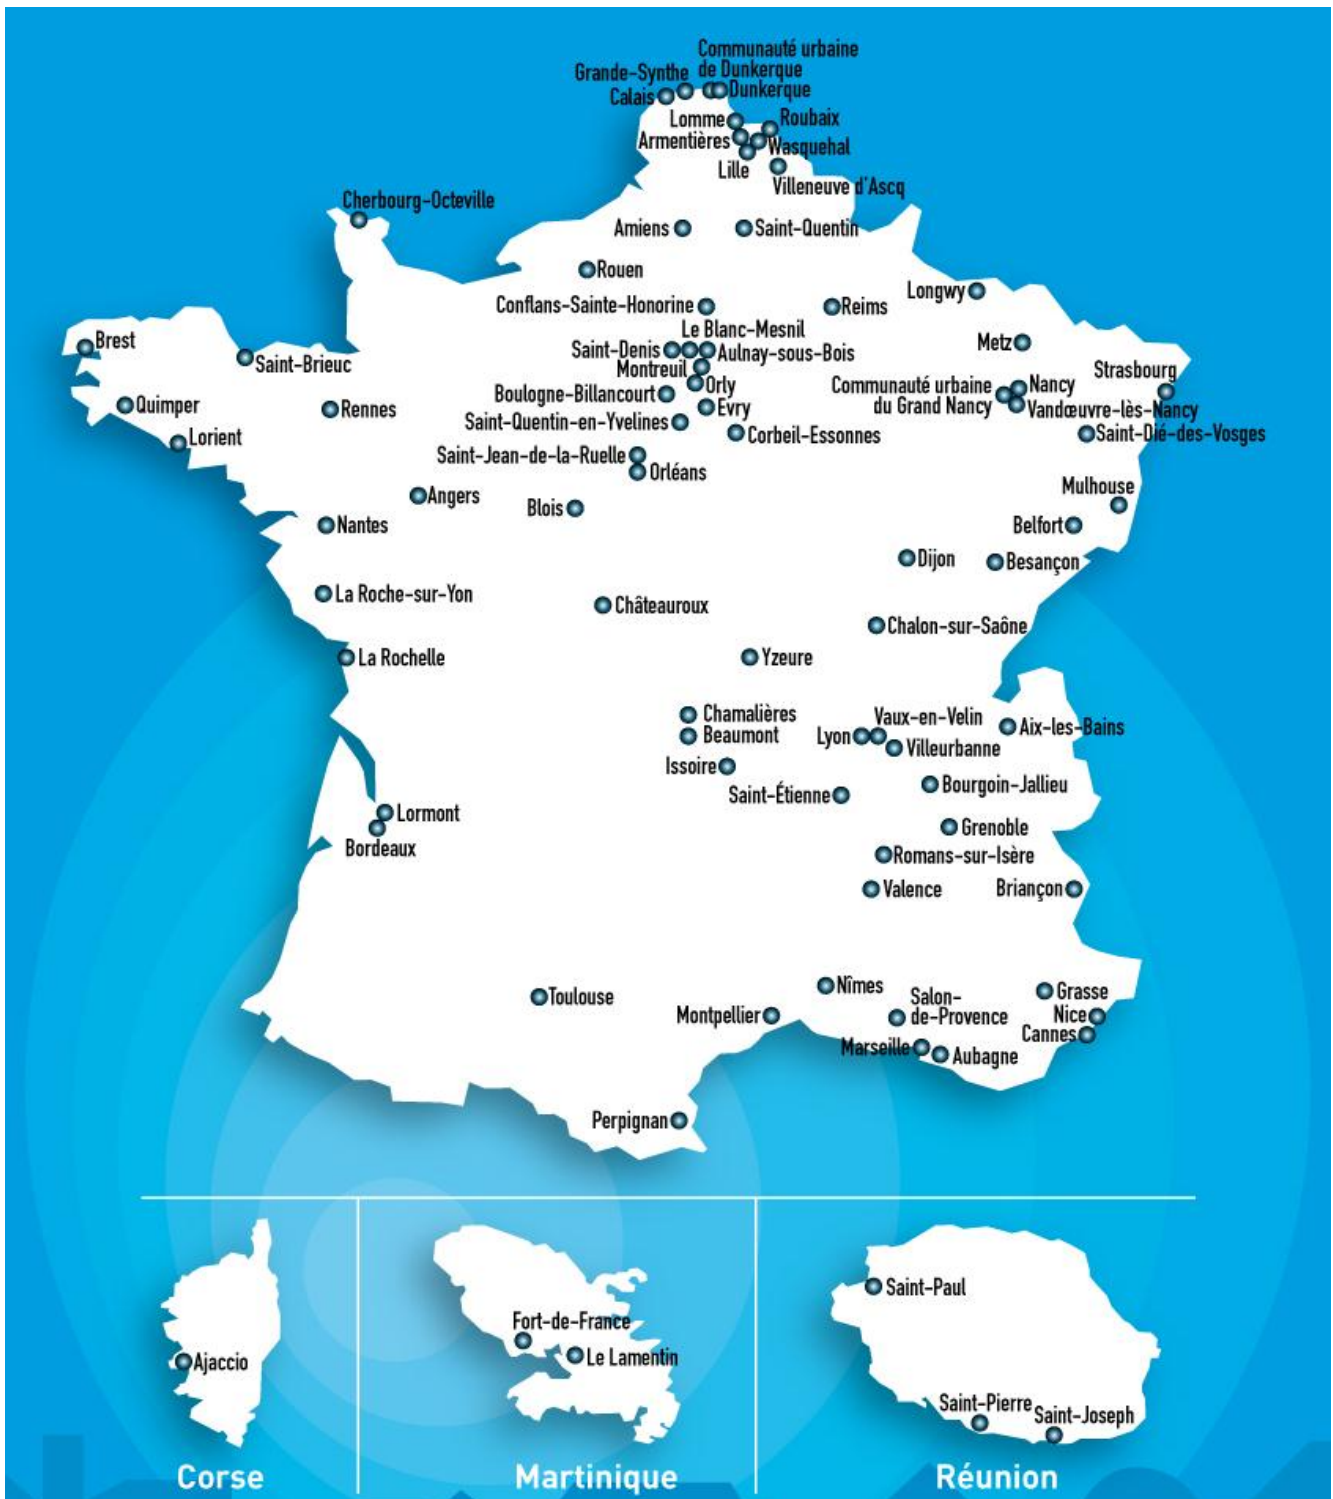 Communauté urbaine
de Dunkerque
Grande-Synthe
Calais
Dunkerque
Lomme
Roubaix
Armentières
Wasquehal
Lille
Villeneuve d'Ascq
Cherbourg-Octeville
Amiens
Saint-Quentin
Rouen
Longwy
Conflans-Sainte-Honorine
Reims
Le Blanc-Mesnil
Brest
Metz
Saint-Denis
Aulnay-sous-Bois
Saint-Brieuc
Montreuil
Strasbourg
Orly
Communauté urbaine
du Grand Nancy
Nancy
Boulogne-Billancourt
Quimper
Rennes
Evry
Vandœuvre-lès-Nancy
Saint-Quentin-en-Yvelines
Corbeil-Essonnes
Saint-Dié-des-Vosges
Lorient
Saint-Jean-de-la-Ruelle
Orléans
Mulhouse
Angers
Blois
Nantes
Belfort
Dijon
Besançon
La Roche-sur-Yon
Châteauroux
Chalon-sur-Saône
La Rochelle
Yzeure
Chamalières
Vaux-en-Velin
Aix-les-Bains
Beaumont
Lyon
Villeurbanne
Issoire
Bourgoin-Jallieu
Saint-Étienne
Lormont
Grenoble
Bordeaux
Romans-sur-Isère
Valence
Briançon
Nîmes
Grasse
Toulouse
Salon-
de-Provence
Montpellier
Nice
Cannes
Marseille
Aubagne
Perpignan
Saint-Paul
Fort-de-France
Le Lamentin
Ajaccio
Saint-Pierre
Saint-Joseph
Corse
Martinique
Réunion